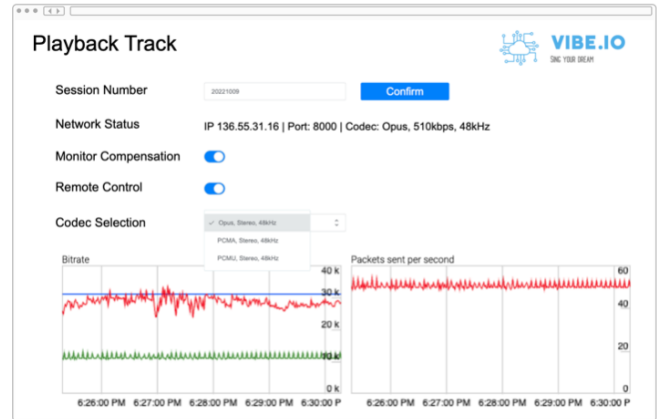 Playback Track
VIBE.IO
SING YOUR DREAM
Session Number
20221009
Confirm
Network Status
IP 136.55.31.16 | Port: 8000 | Codec: Opus, 510kbps, 48kHz
Monitor Compensation
Remote Control
Codec Selection
✓ Opus, Stereo, 48kHz
PCMA, Stereo, 48kHz
PCMU, Stereo, 48kHz
Bitrate
40 k
30 k
20 k
10 k
0 k
6:26:00 PM 6:27:00 PM 6:28:00 PM 6:29:00 PM 6:30:00 P
Packets sent per second
60
40
20
0
6:26:00 PM 6:27:00 PM 6:28:00 PM 6:29:00 PM 6:30:00 P